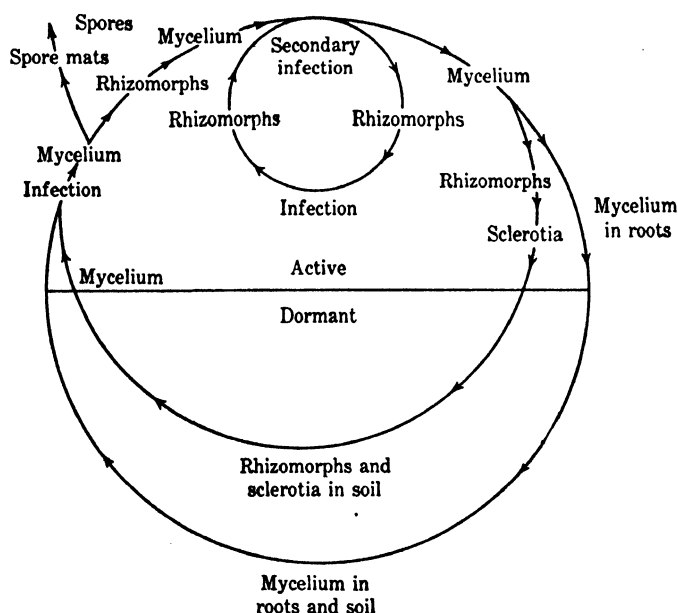 Spores
Spore mats
Mycelium
Secondary
infection
Mycelium
Rhizomorphs
Rhizomorphs
Rhizomorphs
Mycelium
Infection
Rhizomorphs
Infection
Mycelium
in roots
Sclerotia
Mycelium
Active
Dormant
Rhizomorphs and
sclerotia in soil
Mycelium in
roots and soil